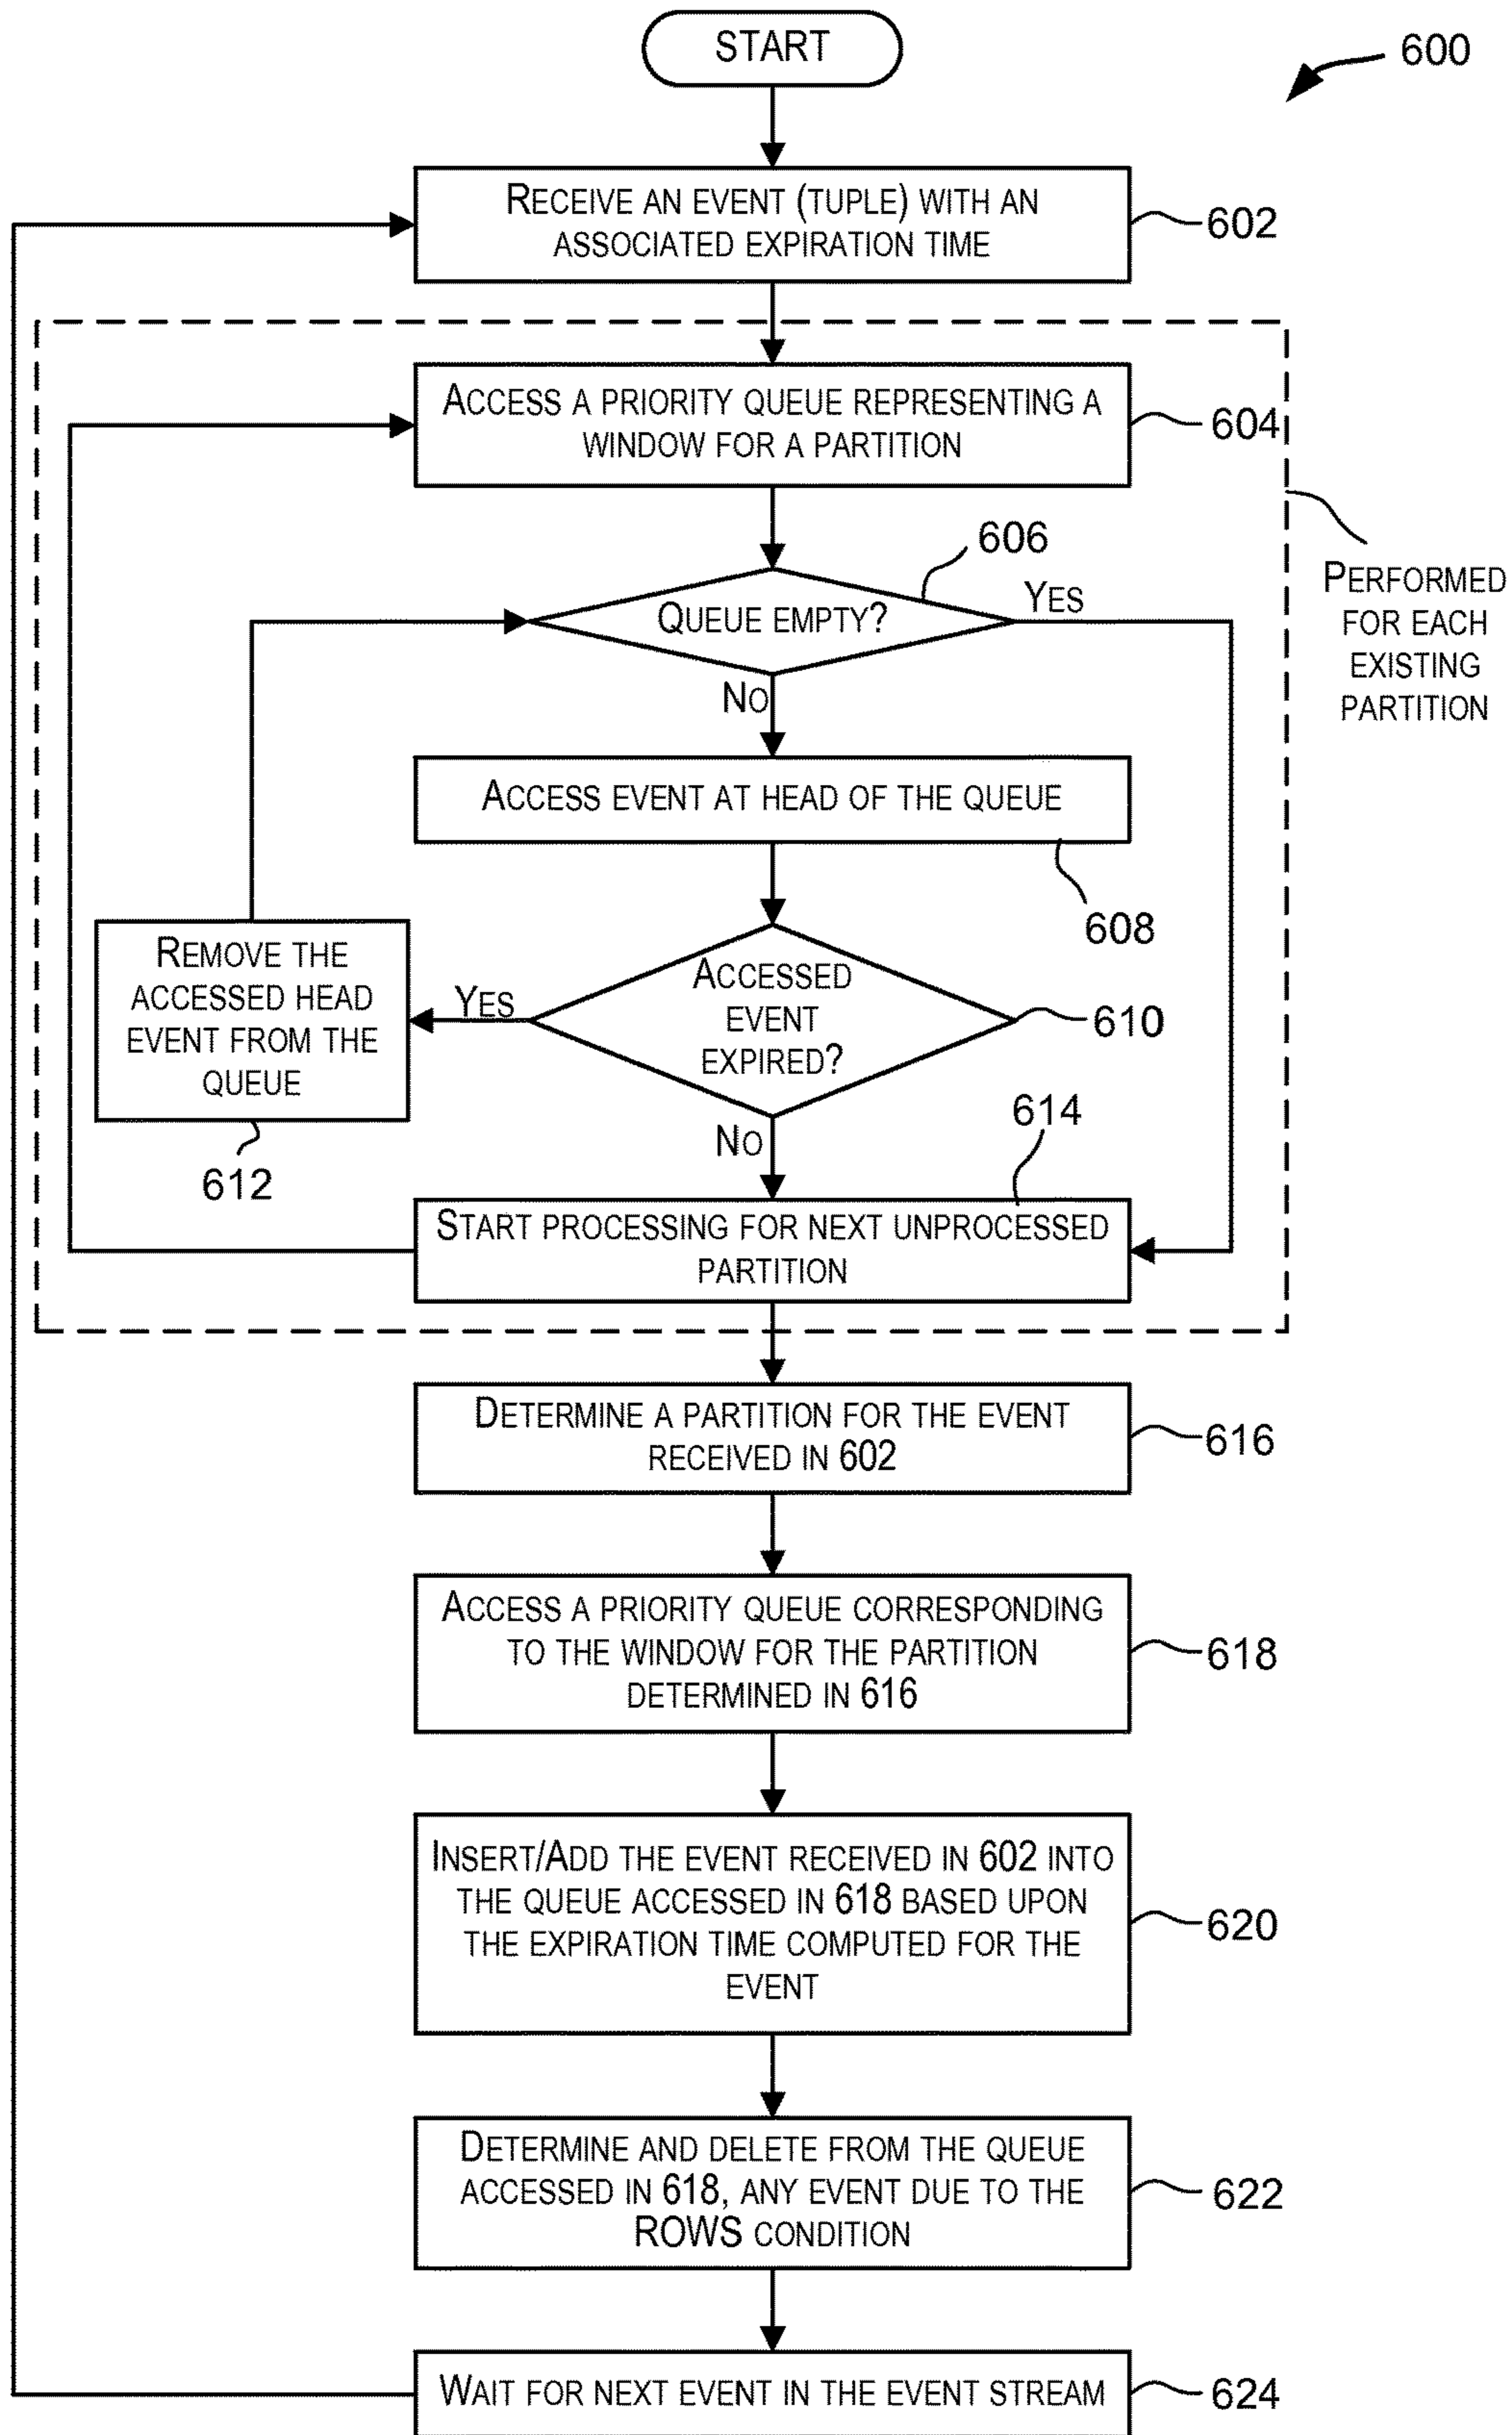 START
600
RECEIVE AN EVENT (TUPLE) WITH AN
ASSOCIATED EXPIRATION TIME
602
ACCESS A PRIORITY QUEUE REPRESENTING A
WINDOW FOR A PARTITION
604
606
QUEUE EMPTY?
YES
NO
PERFORMED
FOR EACH
EXISTING
PARTITION
ACCESS EVENT AT HEAD OF THE QUEUE
608
REMOVE THE
ACCESSED HEAD
EVENT FROM THE
QUEUE
612
YES
ACCESSED
EVENT
EXPIRED?
610
NO
614
START PROCESSING FOR NEXT UNPROCESSED
PARTITION
DETERMINE A PARTITION FOR THE EVENT
RECEIVED IN 602
616
ACCESS A PRIORITY QUEUE CORRESPONDING
TO THE WINDOW FOR THE PARTITION
DETERMINED IN 616
618
INSERT/ADD THE EVENT RECEIVED IN 602 INTO
THE QUEUE ACCESSED IN 618 BASED UPON
THE EXPIRATION TIME COMPUTED FOR THE
EVENT
620
DETERMINE AND DELETE FROM THE QUEUE
ACCESSED IN 618, ANY EVENT DUE TO THE
ROWS CONDITION
622
WAIT FOR NEXT EVENT IN THE EVENT STREAM
624